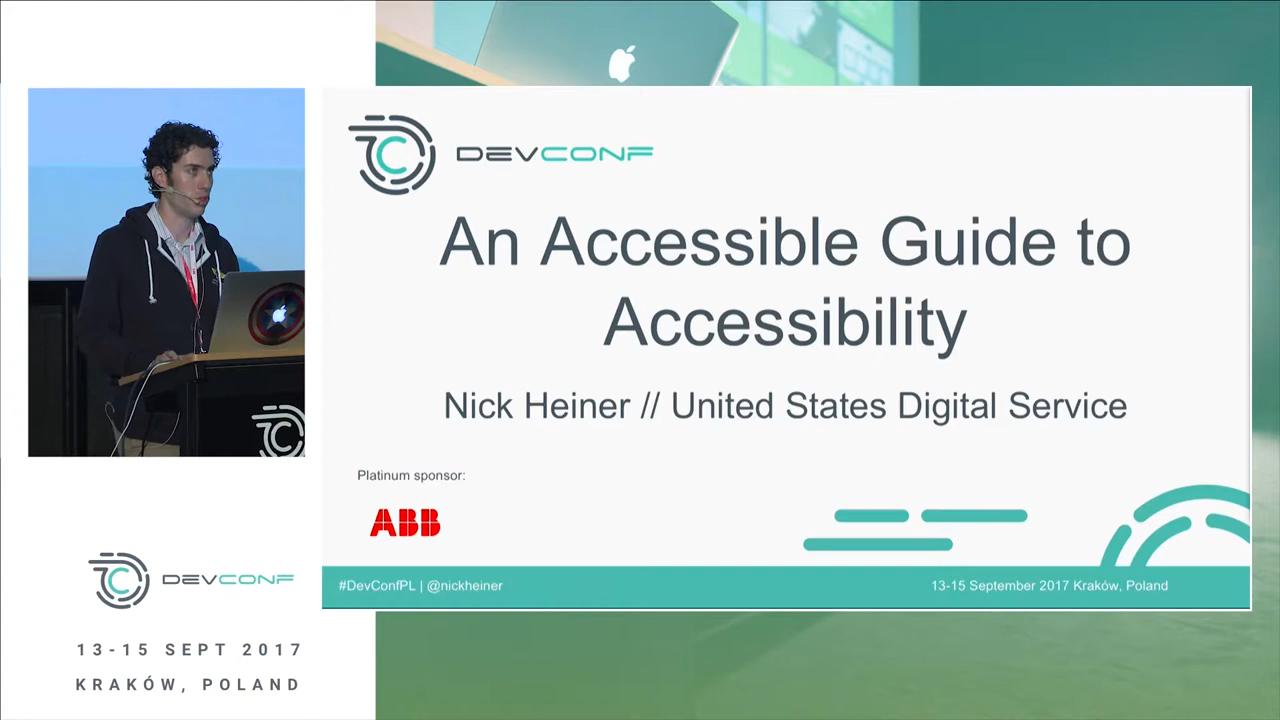 DEVCONF
An Accessible Guide to
Accessibility
Nick Heiner // United States Digital Service
Platinum sponsor:
ABB
#DevConfPL | @nickheiner
13-15 September 2017 Kraków, Poland
DEVCONF
13-15 SEPT 2017
KRAKÓW, POLAND